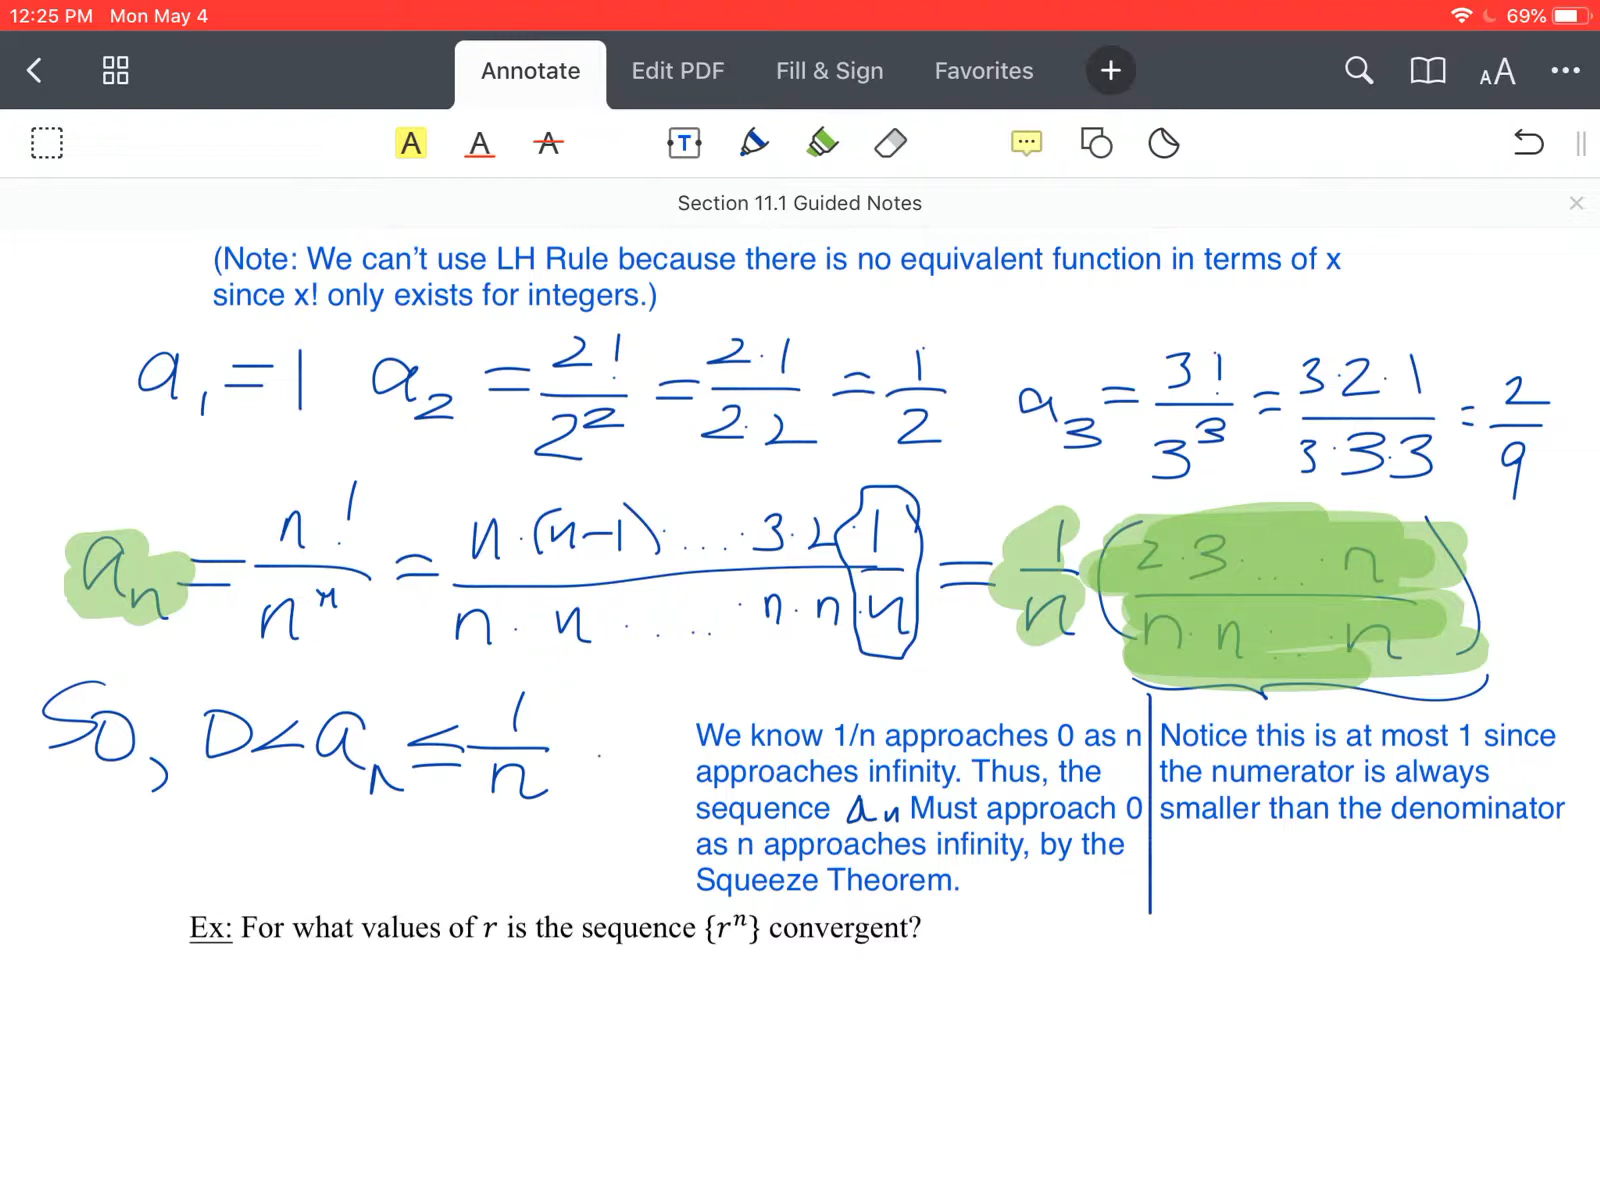 12:25 PM Mon May 4 69%
Annotate Edit PDF Fill & Sign Favorites
A A A T
Section 11.1 Guided Notes
(Note: We can't use LH Rule because there is no equivalent function in terms of x
since x! only exists for integers.)
a₁ = 1 a₂ = 2!/2² = 2·1/2·2 = 1/2 a₃ = 3!/3³ = 3·2·1/3·3·3 = 2/9
aₙ = n!/nⁿ = n·(n-1)·...·3·2·1/n·n·....·n·n·n = 1/n (2·3·...n/n·n...n)
So, 0 < aₙ ≤ 1/n
We know 1/n approaches 0 as n
approaches infinity. Thus, the
sequence aₙ Must approach 0
as n approaches infinity, by the
Squeeze Theorem.
Notice this is at most 1 since
the numerator is always
smaller than the denominator
Ex: For what values of r is the sequence {rⁿ} convergent?